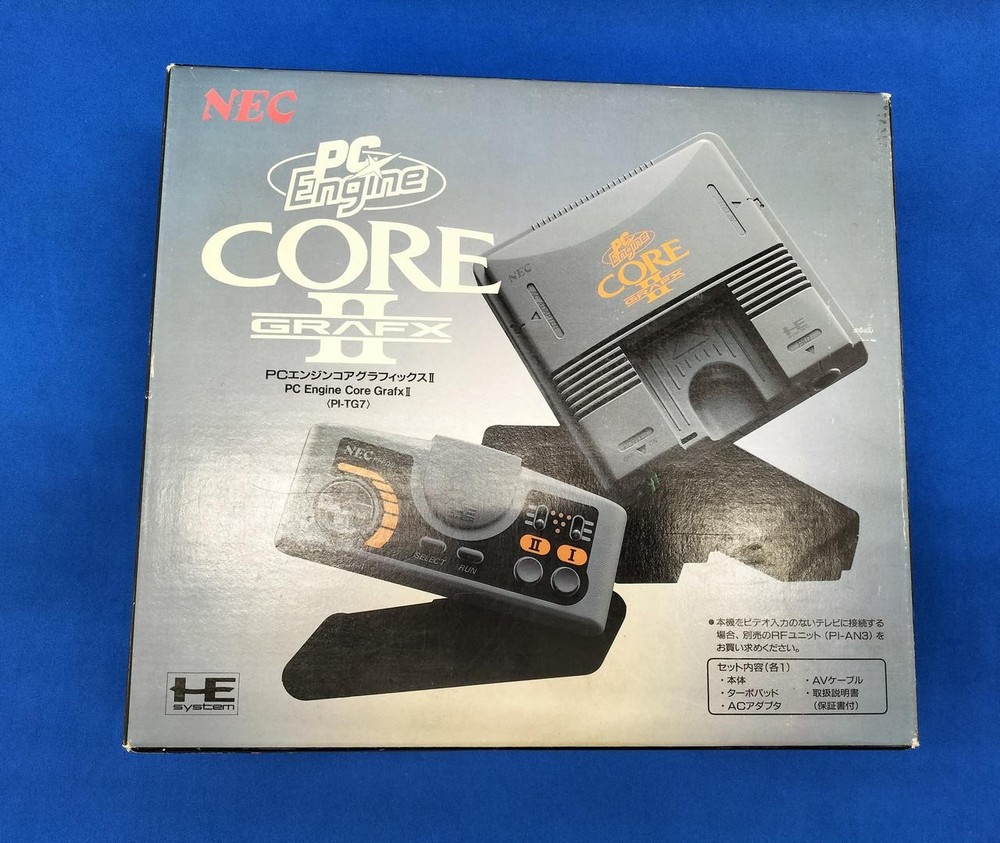 NEC
PC
Engine
CORE
II
GRAFX
PCエンジンコアグラフィックスⅡ
PC Engine Core GrafxⅡ
〈PI-TG7〉
NEC
PC
Engine
CORE
II
GRAFX
HE
NEC
SELECT
RUN
II
I
●本機をビデオ入力のないテレビに接続する
場合、別売のRFユニット(PI-AN3)を
お買い求めください。
セット内容(各1)
・本体
・ターボパッド
・ACアダプタ
・AVケーブル
・取扱説明書
(保証書付)
HE
system